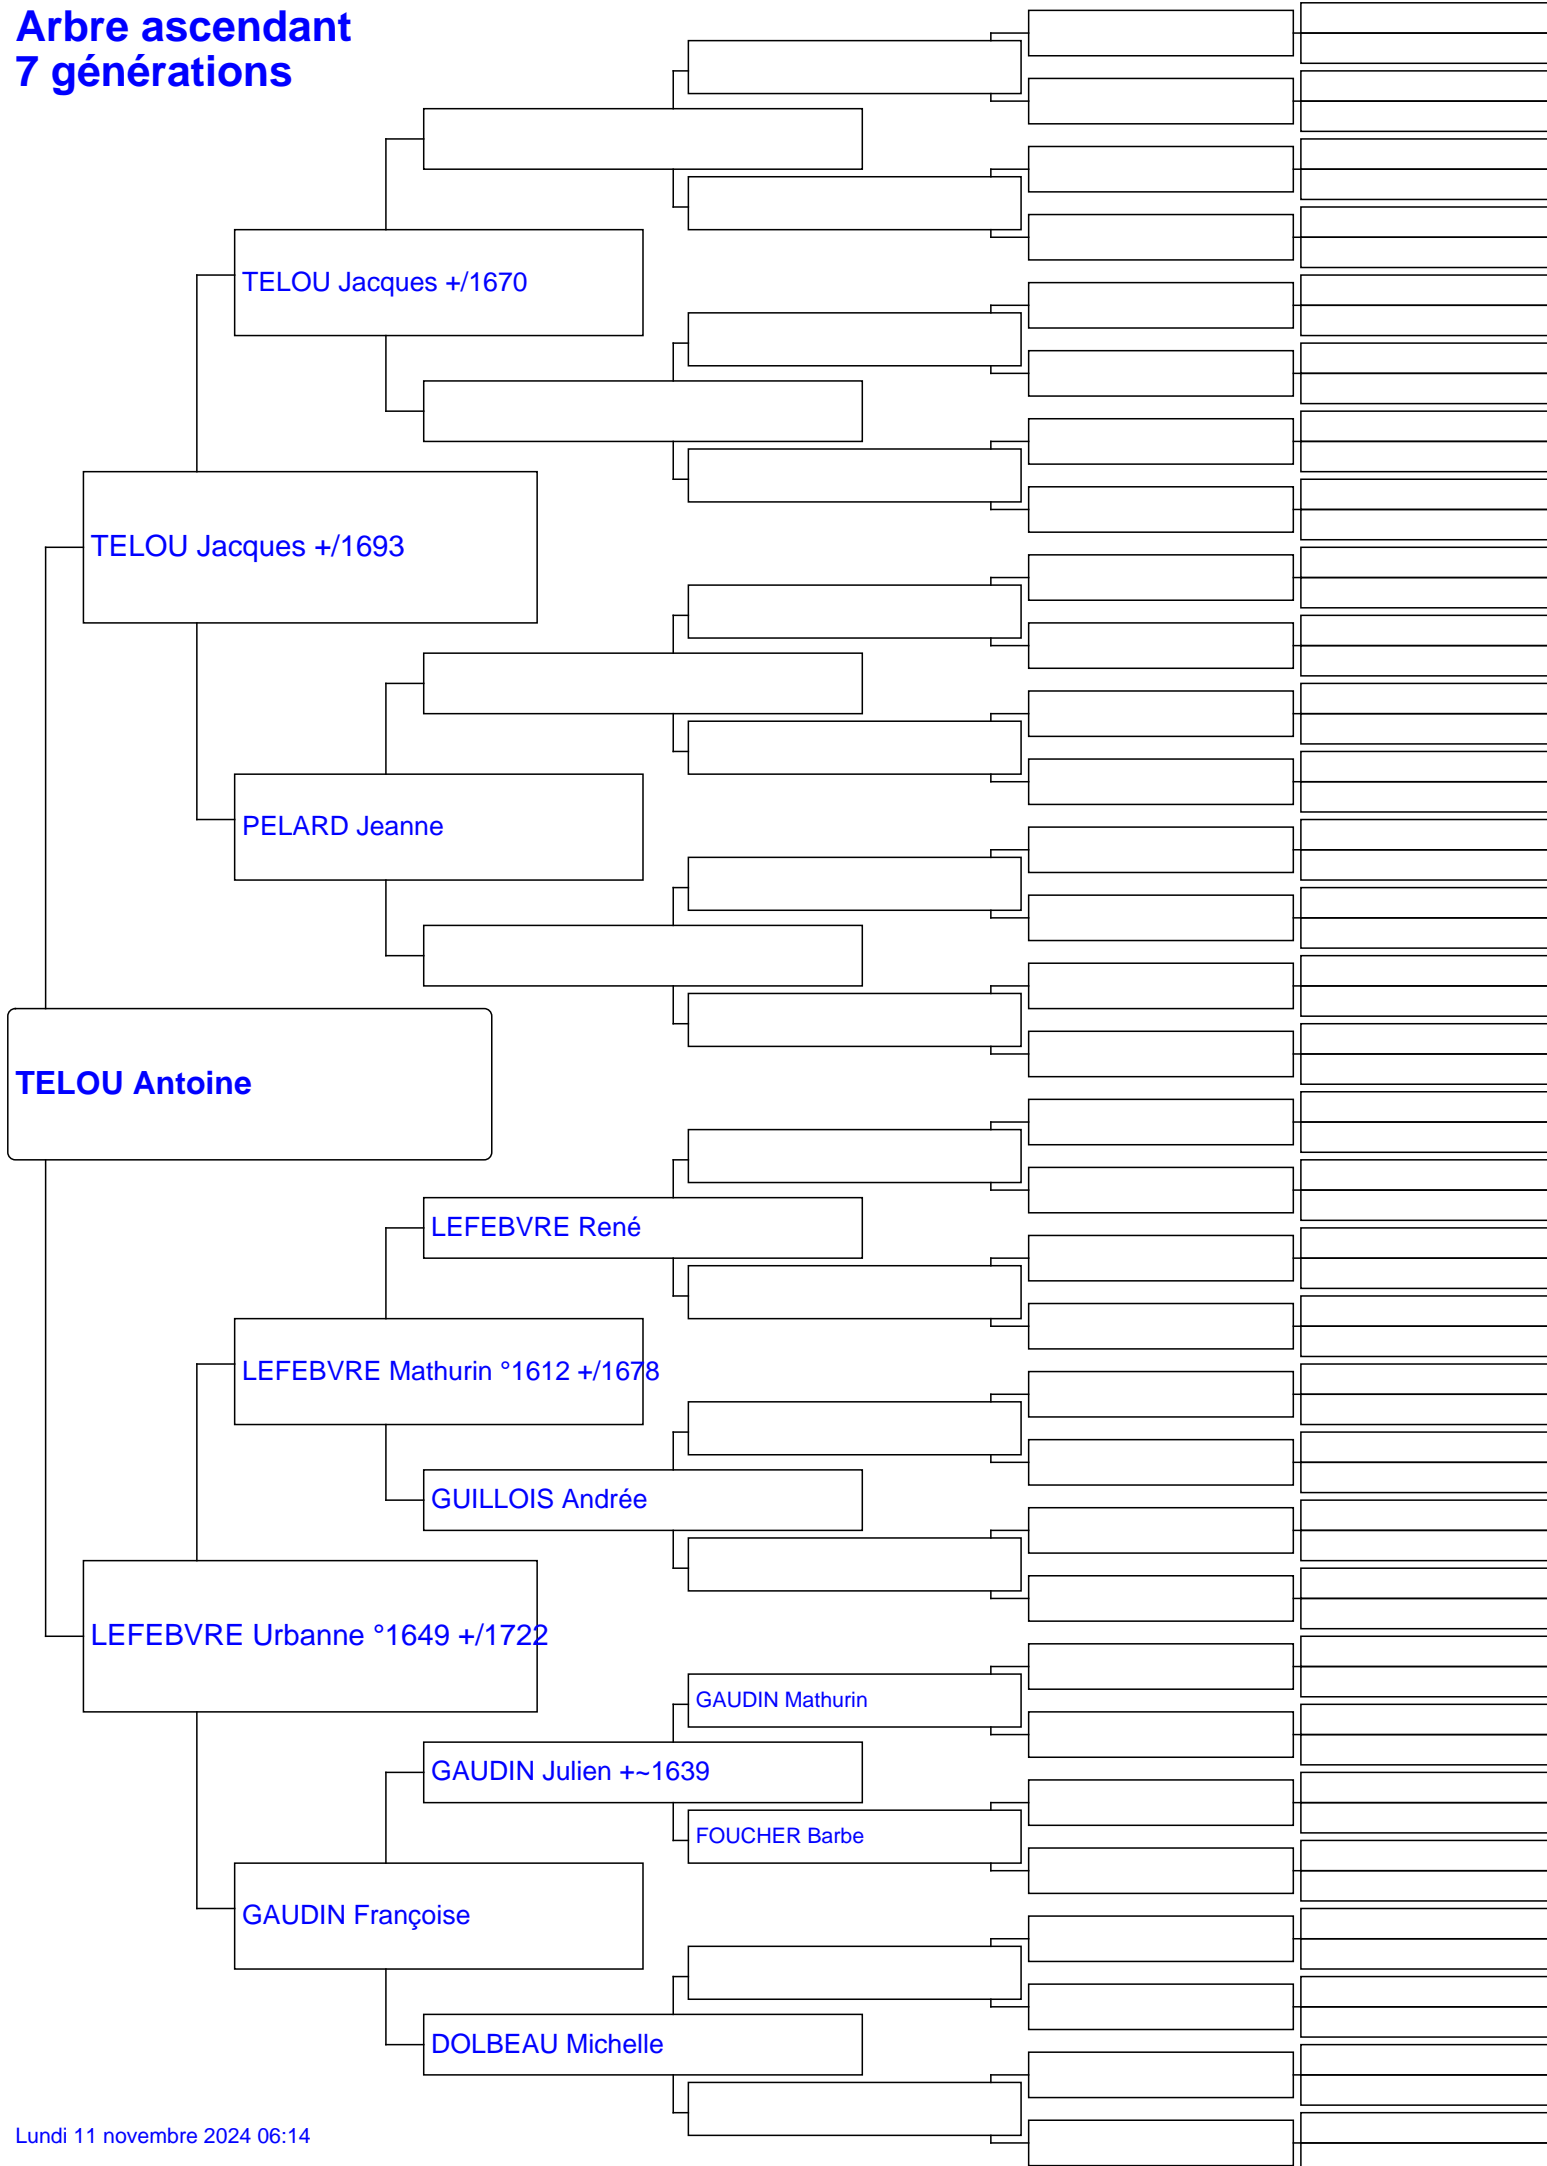 Arbre ascendant
7 générations
TELOU Jacques +/1670
TELOU Jacques +/1693
PELARD Jeanne
TELOU Antoine
LEFEBVRE René
LEFEBVRE Mathurin °1612 +/1678
GUILLOIS Andrée
LEFEBVRE Urbanne °1649 +/1722
GAUDIN Mathurin
GAUDIN Julien +~1639
FOUCHER Barbe
GAUDIN Françoise
DOLBEAU Michelle
Lundi 11 novembre 2024 06:14